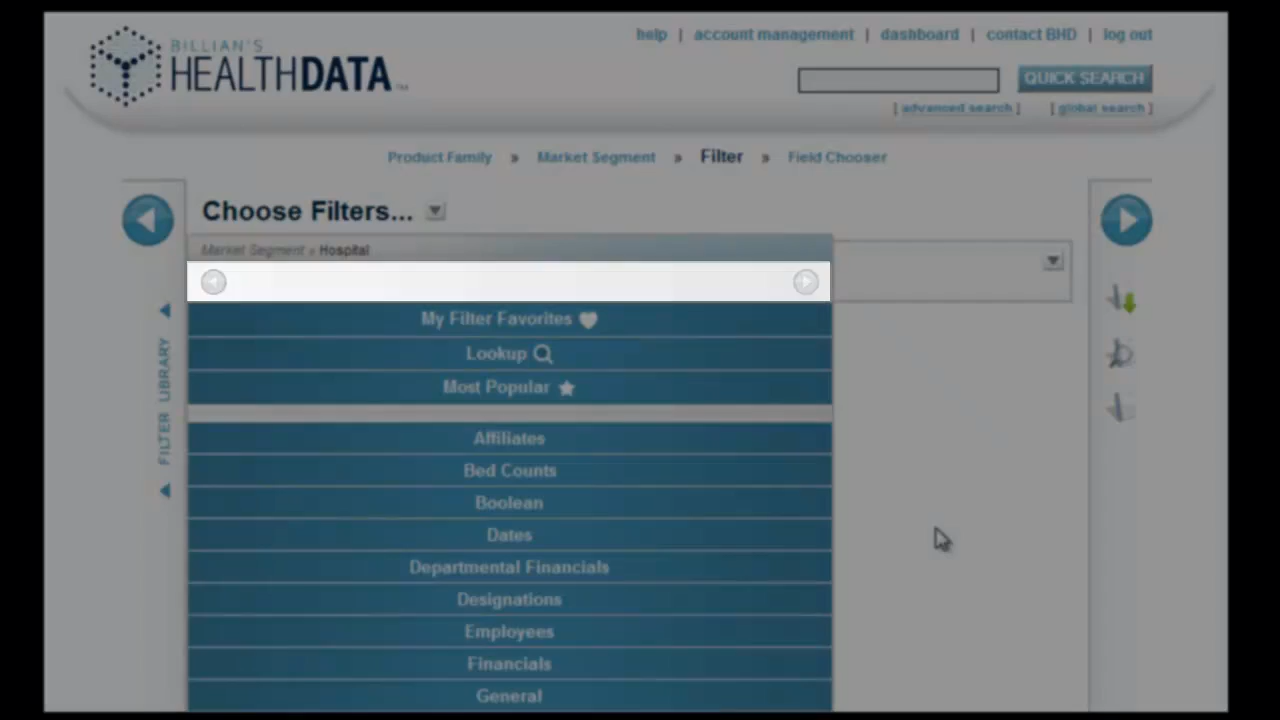 BILLIAN'S
HEALTHDATA™
help | account management | dashboard | contact BHD | log out
QUICK SEARCH
[ advanced search ] [ global search ]
Product Family » Market Segment » Filter » Field Chooser
Choose Filters...
Market Segment » Hospital
FILTER LIBRARY
My Filter Favorites
Lookup
Most Popular
Affiliates
Bed Counts
Boolean
Dates
Departmental Financials
Designations
Employees
Financials
General